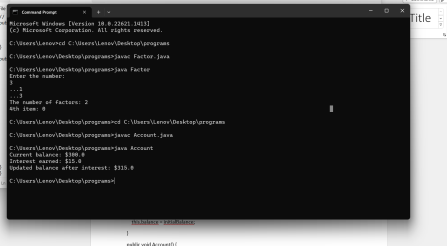 Command Prompt
Title
Microsoft Windows [Version 10.0.22621.1413]
(c) Microsoft Corporation. All rights reserved.
C:\Users\Lenov>cd C:\Users\Lenov\Desktop\programs
C:\Users\Lenov\Desktop\programs>javac Factor.java
C:\Users\Lenov\Desktop\programs>java Factor
Enter the number:
3
...1
...3
The number of factors: 2
4th item: 0
C:\Users\Lenov\Desktop\programs>cd C:\Users\Lenov\Desktop\programs
C:\Users\Lenov\Desktop\programs>javac Account.java
C:\Users\Lenov\Desktop\programs>java Account
Current balance: $300.0
Interest earned: $15.0
Updated balance after interest: $315.0
C:\Users\Lenov\Desktop\programs>
this.balance = initialBalance;
}
public void Account() {